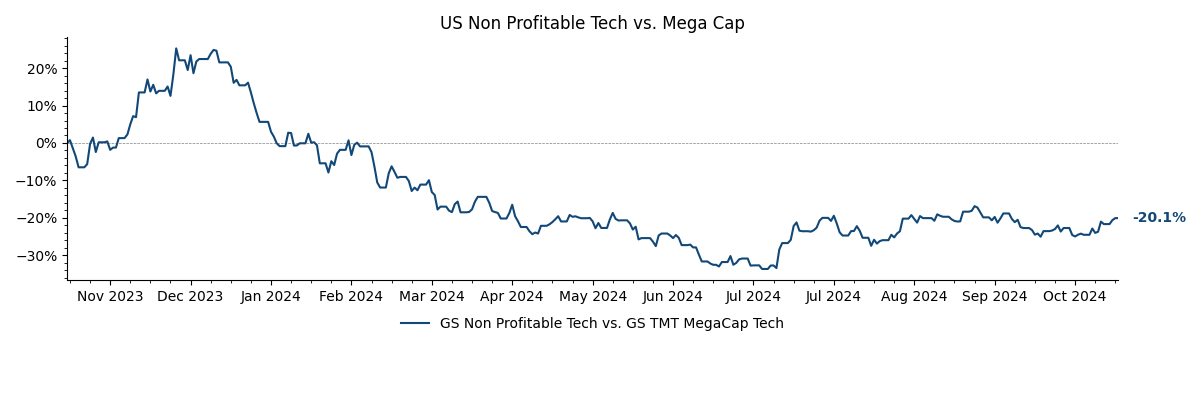 US Non Profitable Tech vs. Mega Cap
20%
10%
0%
−10%
−20%
−30%
-20.1%
Nov 2023 Dec 2023 Jan 2024 Feb 2024 Mar 2024 Apr 2024 May 2024 Jun 2024 Jul 2024 Jul 2024 Aug 2024 Sep 2024 Oct 2024
GS Non Profitable Tech vs. GS TMT MegaCap Tech